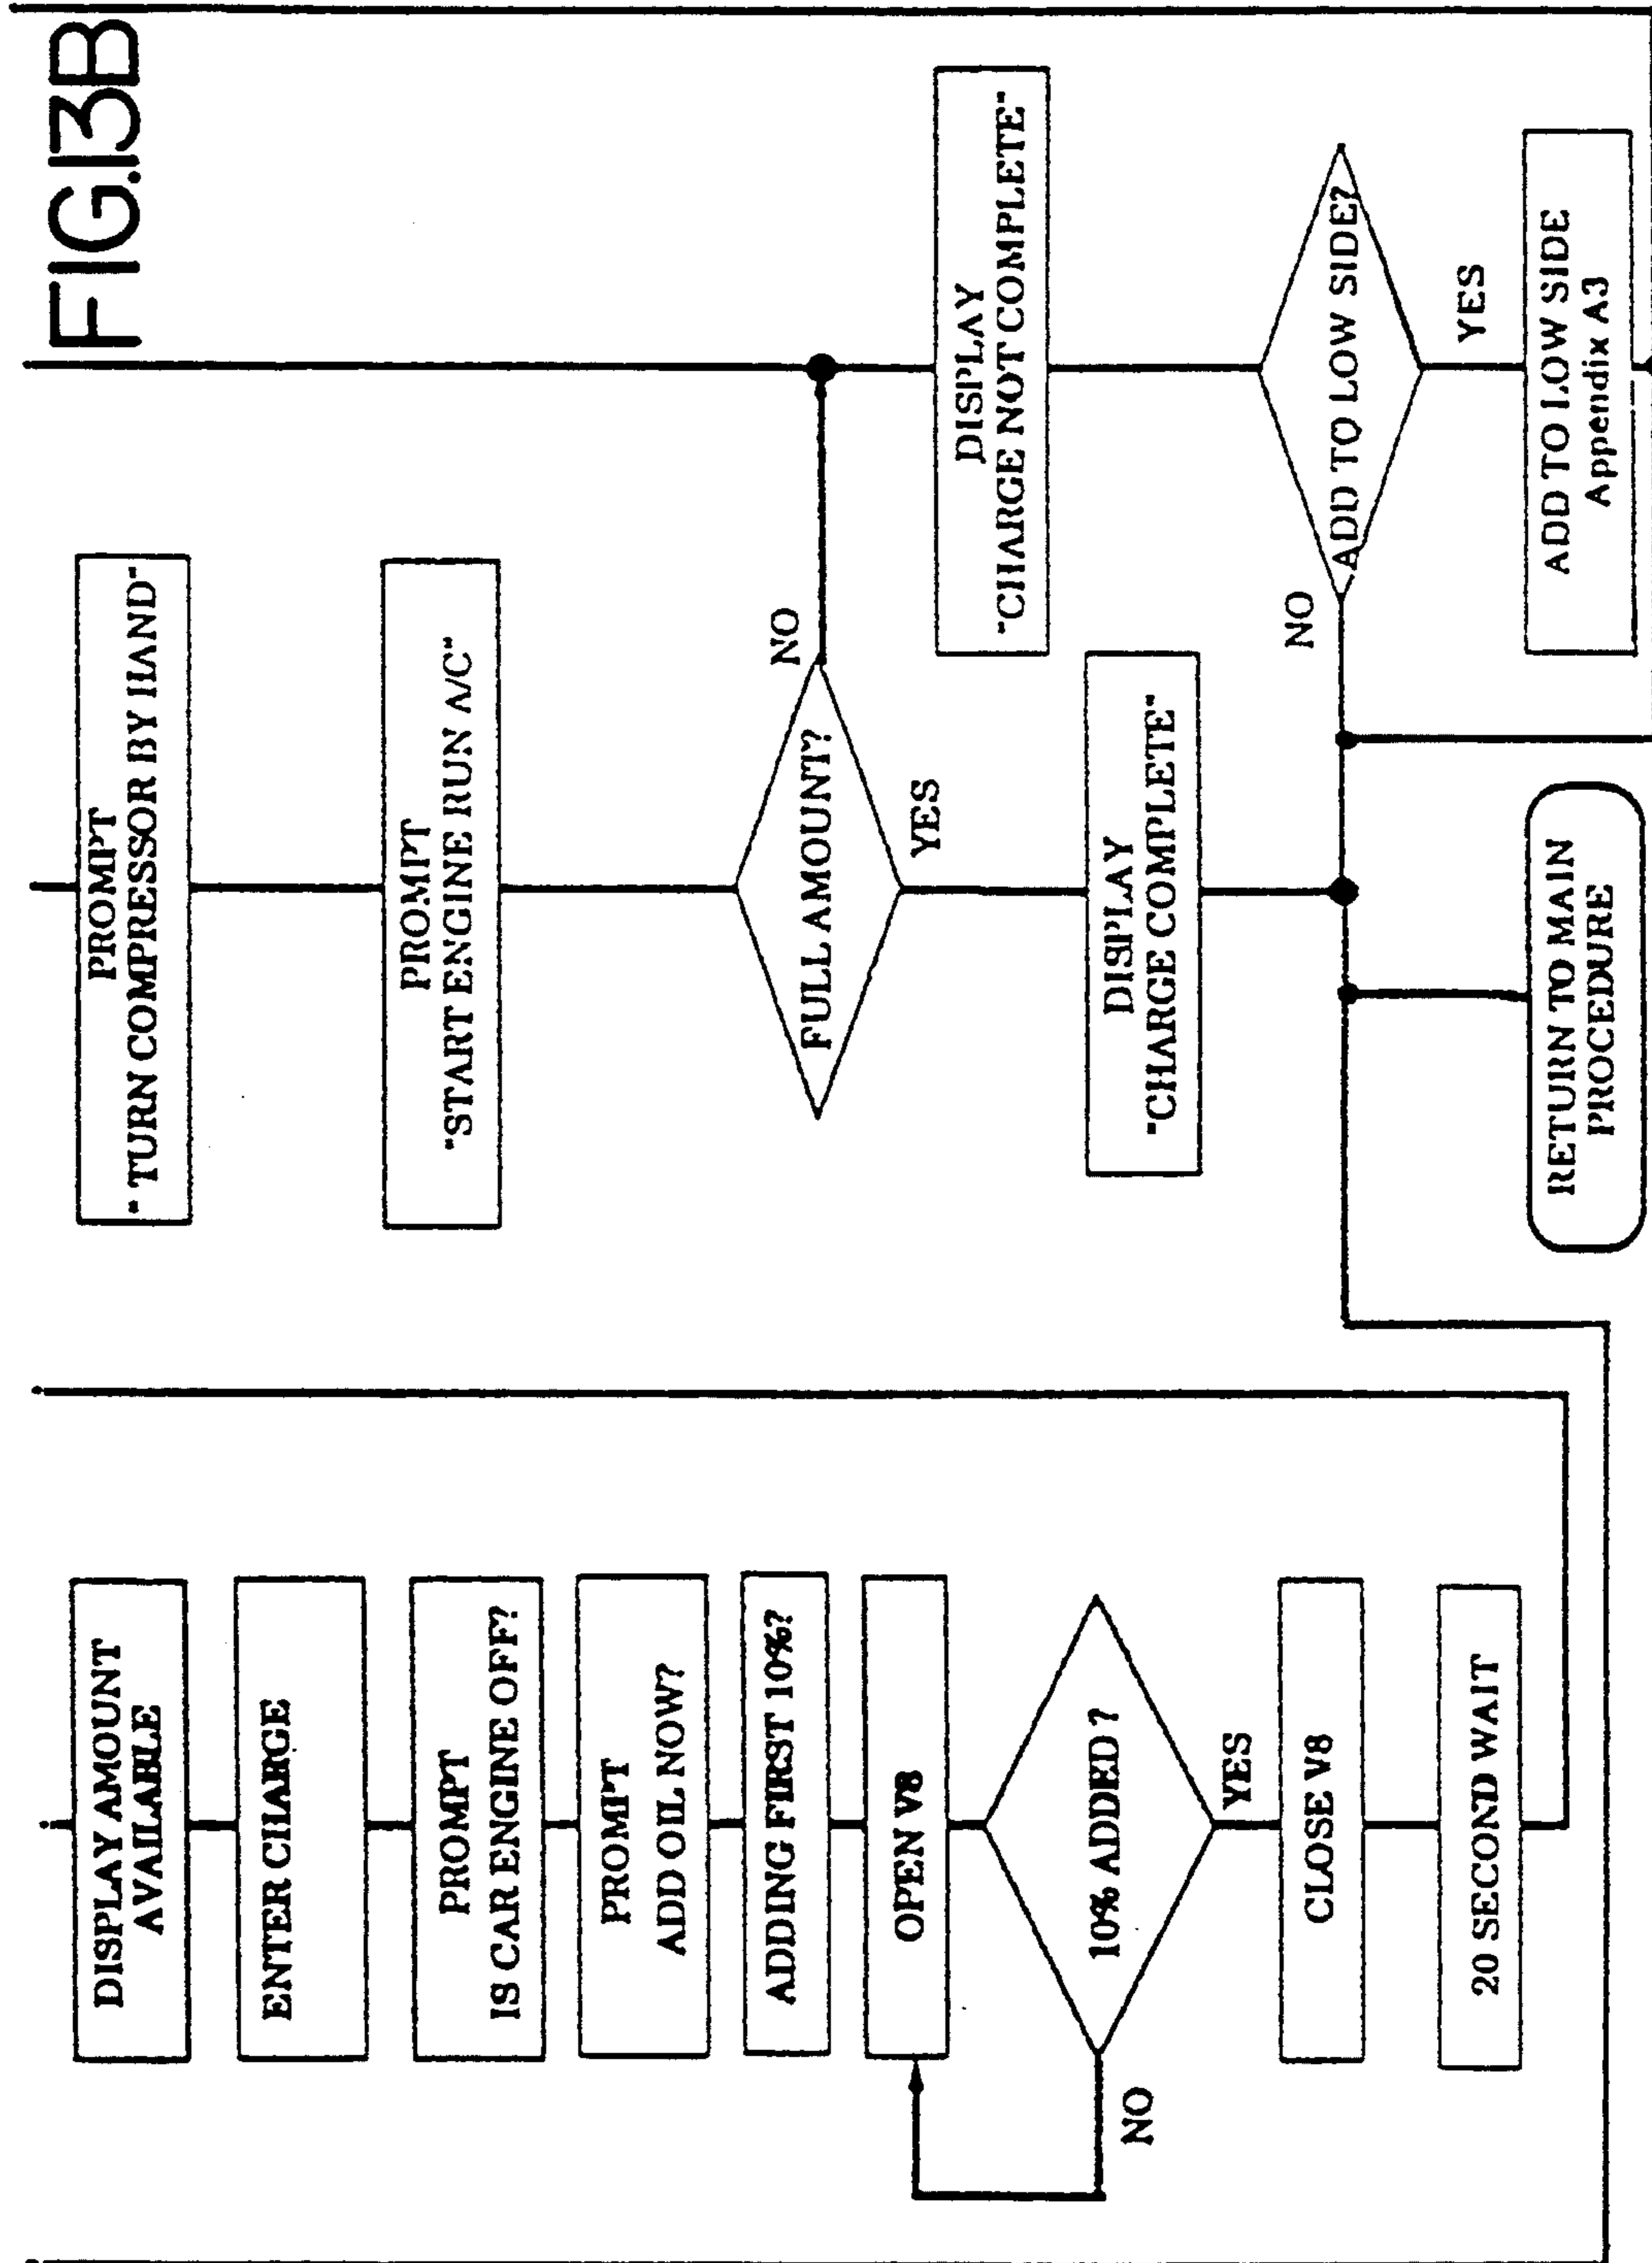 FIG.13B
DISPLAY AMOUNT
AVAILABLE
ENTER CHARGE
PROMPT
IS CAR ENGINE OFF?
PROMPT
ADD OIL NOW?
ADDING FIRST 10%?
OPEN V8
10% ADDED?
NO
YES
CLOSE V8
20 SECOND WAIT
PROMPT
"TURN COMPRESSOR BY HAND"
PROMPT
"START ENGINE RUN A/C"
FULL AMOUNT?
NO
YES
DISPLAY
"CHARGE COMPLETE"
RETURN TO MAIN
PROCEDURE
DISPLAY
"CHARGE NOT COMPLETE"
ADD TO LOW SIDE?
NO
YES
ADD TO LOW SIDE
Appendix A3